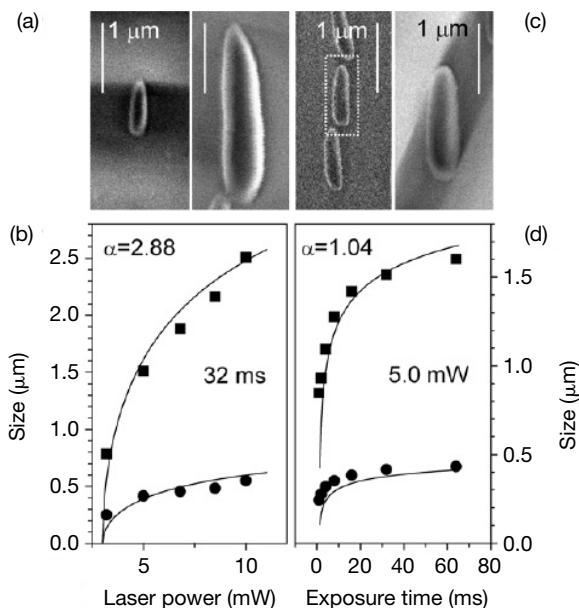 (a)
1 μm
1 μm
(c)
(b)
α=2.88
2.5
2.0
1.5
1.0
0.5
0.0
32 ms
5
10
Size (μm)
Laser power (mW)
α=1.04
(d)
5.0 mW
1.5
1.0
0.5
0.0
0
20
40
60
80
Size (μm)
Exposure time (ms)